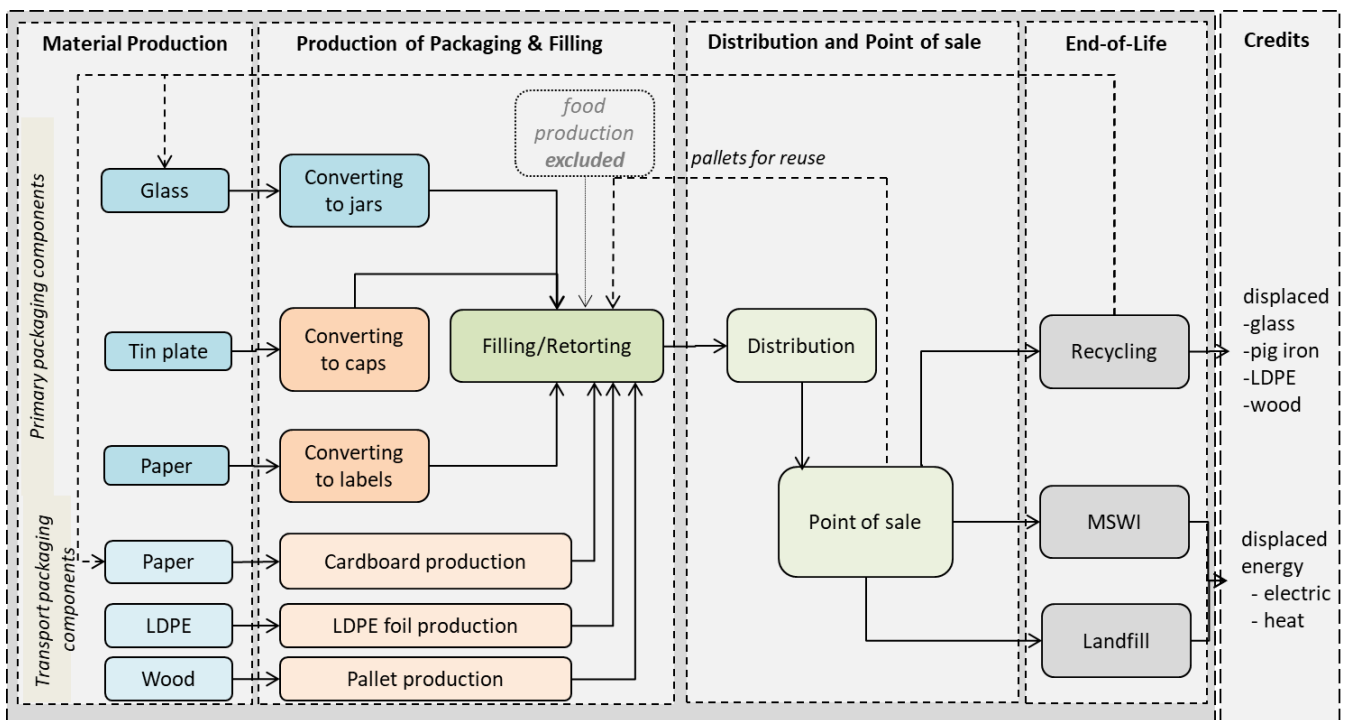 Material Production
Production of Packaging & Filling
Distribution and Point of sale
End-of-Life
Credits
Primary packaging components
Transport packaging
components
food
production
excluded
pallets for reuse
Glass
Converting
to jars
Tin plate
Converting
to caps
Filling/Retorting
Distribution
Recycling
displaced
-glass
-pig iron
-LDPE
-wood
Paper
Converting
to labels
Point of sale
MSWI
displaced
energy
- electric
- heat
Paper
Cardboard production
LDPE
LDPE foil production
Landfill
Wood
Pallet production